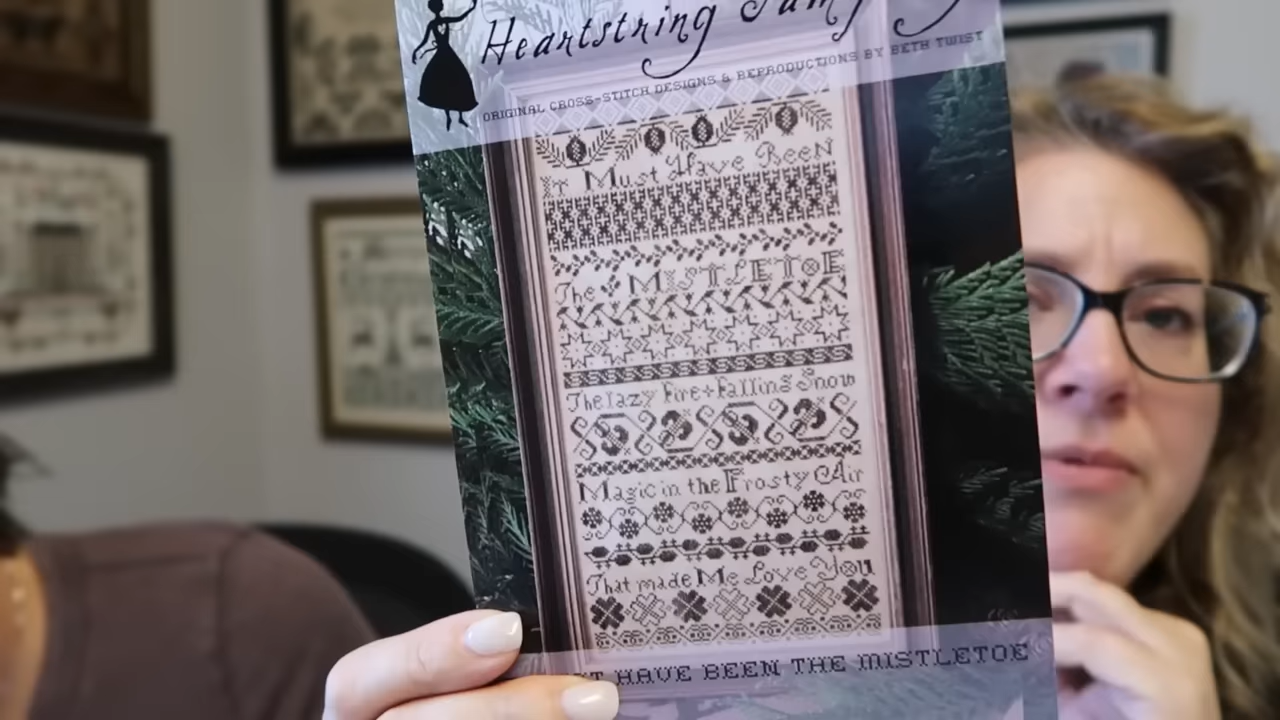 Heartstring
ORIGINAL CROSS-STITCH DESIGNS & REPRODUCTIONS BY BETH TWIST
It Must Have Been
The MISTLETOE
The lazy Fire + Falling Snow
Magic in the Frosty Air
That made Me Love You
HAVE BEEN THE MISTLETOE